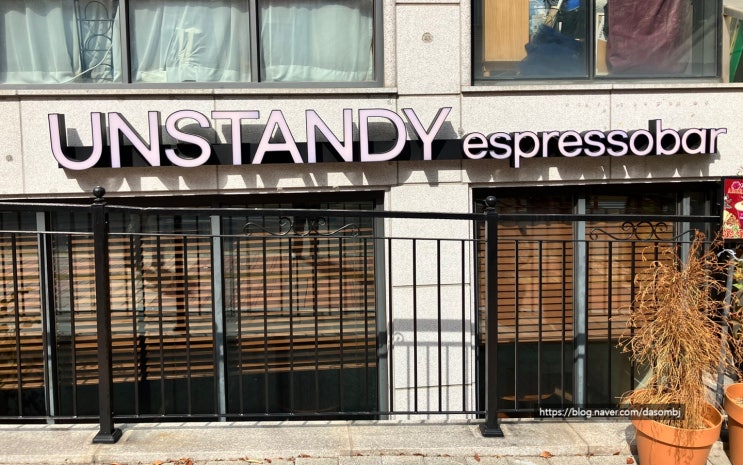 UNSTANDY espressobar
https://blog.naver.com/dasombj